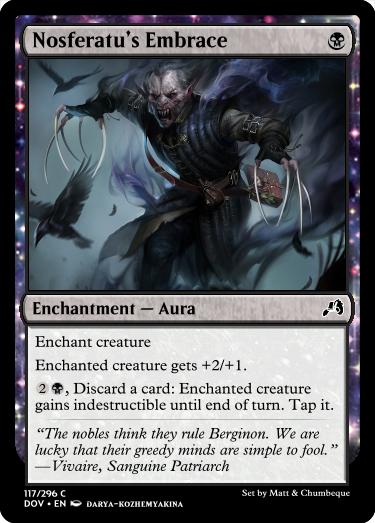 Nosferatu's Embrace
Enchantment — Aura
Enchant creature
Enchanted creature gets +2/+1.
2, Discard a card: Enchanted creature
gains indestructible until end of turn. Tap it.
"The nobles think they rule Berginon. We are
lucky that their greedy minds are simple to fool."
—Vivaire, Sanguine Patriarch
117/296 C
DOV • EN DARYA-KOZHEMYAKINA
Set by Matt & Chumbeque